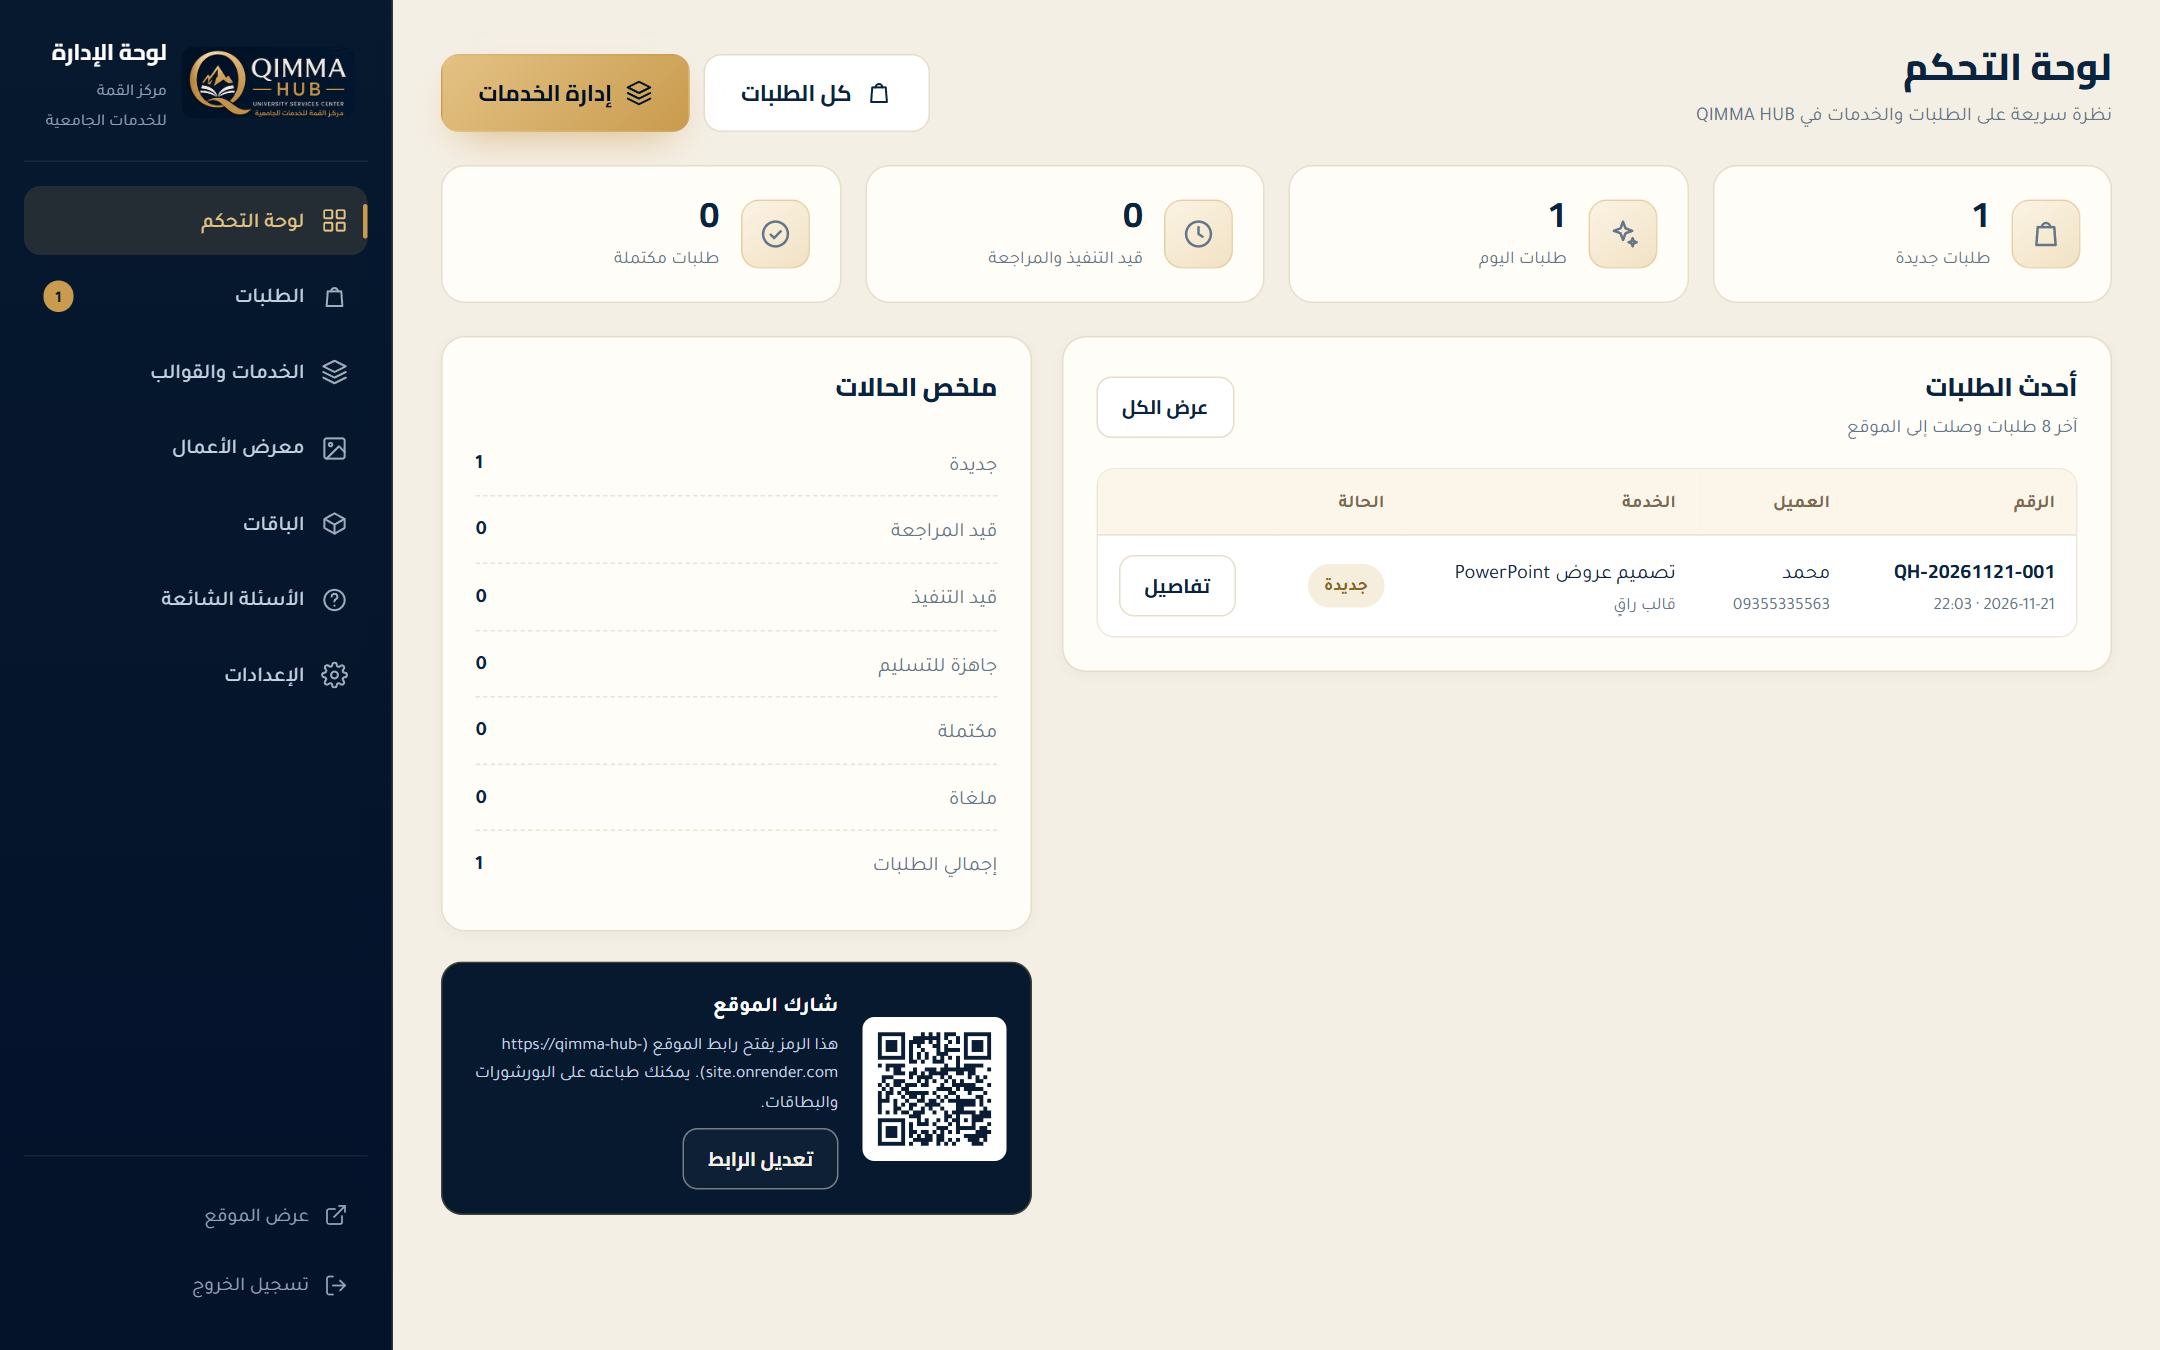 QIMMA
HUB
UNIVERSITY SERVICES CENTER
مركز القمة للخدمات الجامعية
لوحة الإدارة
مركز القمة
للخدمات الجامعية
لوحة التحكم
الطلبات
1
الخدمات والقوالب
معرض الأعمال
الباقات
الأسئلة الشائعة
الإعدادات
عرض الموقع
تسجيل الخروج
لوحة التحكم
نظرة سريعة على الطلبات والخدمات في QIMMA HUB
كل الطلبات
إدارة الخدمات
1
طلبات جديدة
1
طلبات اليوم
0
قيد التنفيذ والمراجعة
0
طلبات مكتملة
أحدث الطلبات
آخر 8 طلبات وصلت إلى الموقع
عرض الكل
الرقم العميل الخدمة الحالة
QH-20261121-001 محمد تصميم عروض PowerPoint جديدة تفاصيل
2026-11-21 · 22:03 09355335563 قالب راقٍ
ملخص الحالات
جديدة 1
قيد المراجعة 0
قيد التنفيذ 0
جاهزة للتسليم 0
مكتملة 0
ملغاة 0
إجمالي الطلبات 1
شارك الموقع
هذا الرمز يفتح رابط الموقع (https://qimma-hub-
site.onrender.com). يمكنك طباعته على البورشورات
والبطاقات.
تعديل الرابط